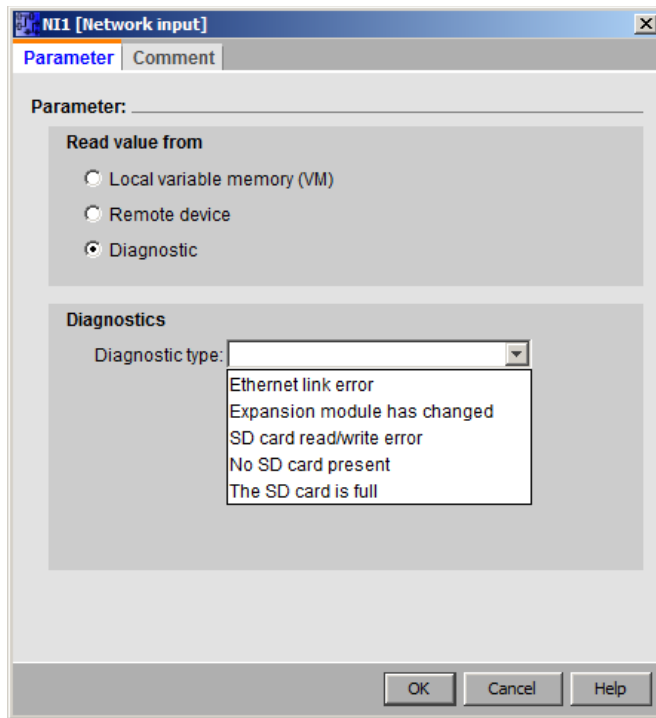 NI1 [Network input]
Parameter Comment
Parameter:
Read value from
Local variable memory (VM)
Remote device
Diagnostic
Diagnostics
Diagnostic type:
Ethernet link error
Expansion module has changed
SD card read/write error
No SD card present
The SD card is full
OK Cancel Help